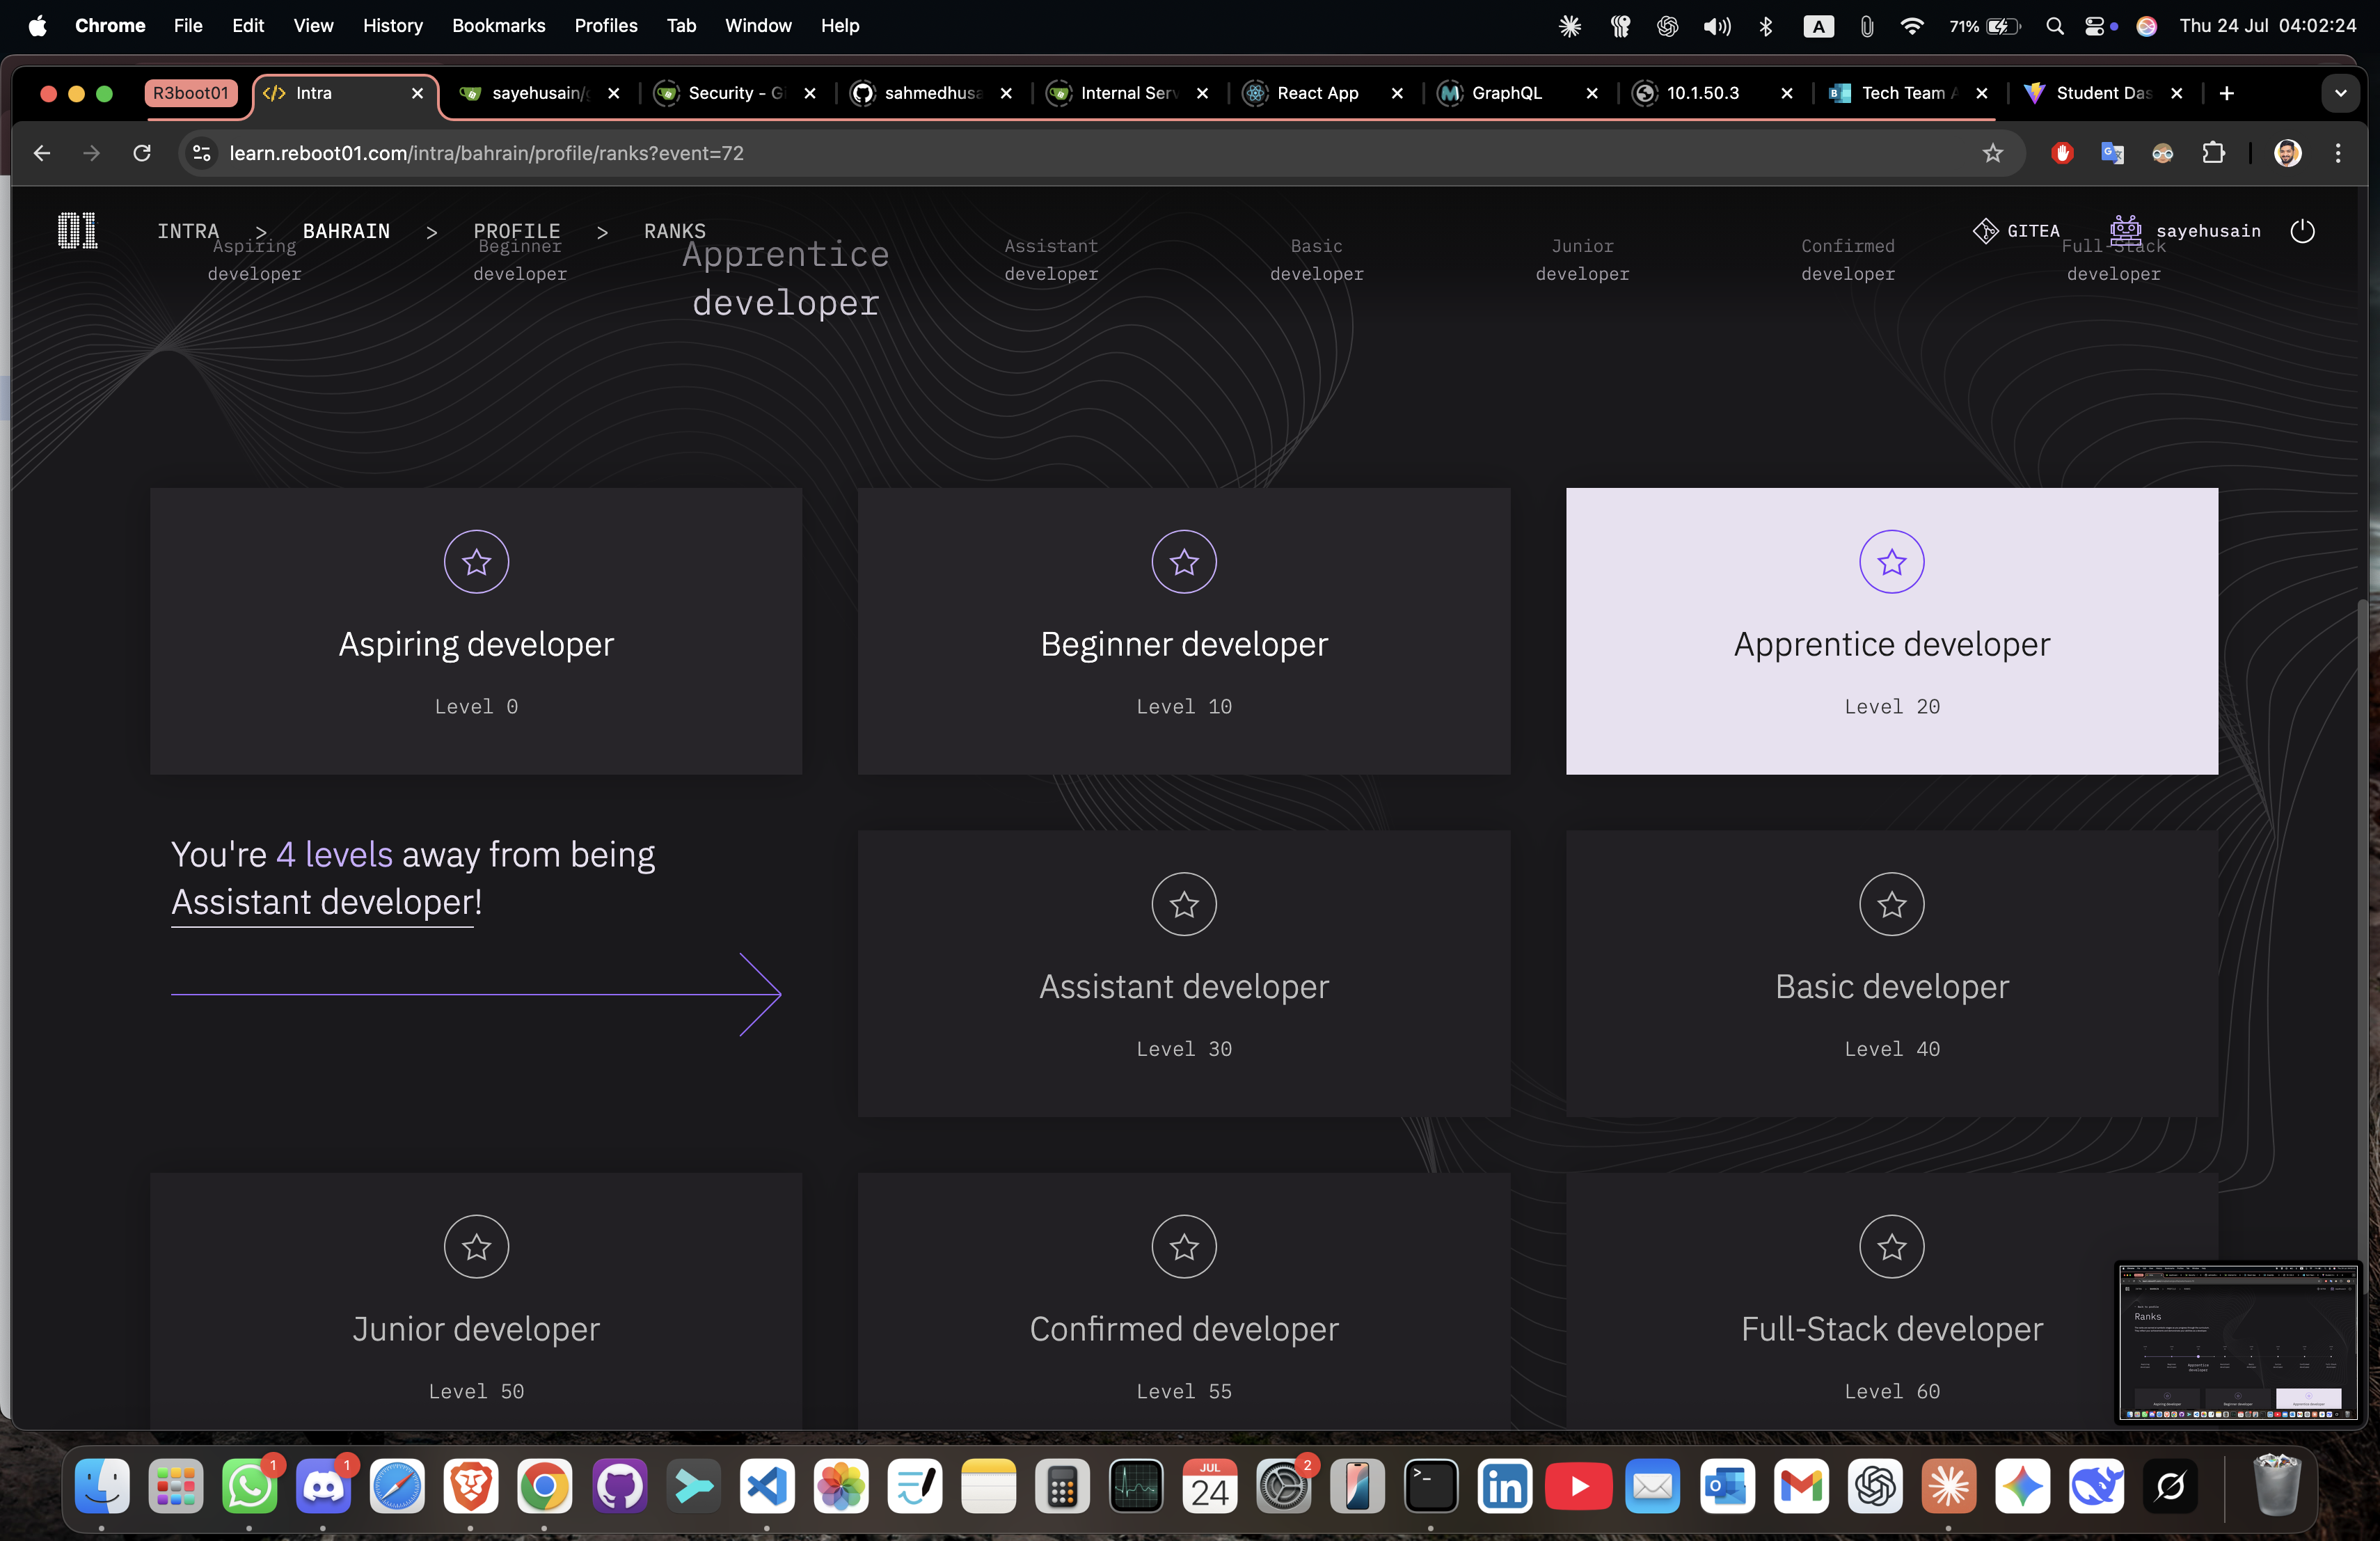 Chrome File Edit View History Bookmarks Profiles Tab Window Help
A 71% Thu 24 Jul 04:02:24
R3boot01 Intra sayehusain/g Security - Gi sahmedhusa Internal Serv React App GraphQL 10.1.50.3 Tech Team A Student Das
learn.reboot01.com/intra/bahrain/profile/ranks?event=72
01 INTRA > BAHRAIN > PROFILE > RANKS GITEA sayehusain
Aspiring
developer
Beginner
developer
Apprentice
developer
Assistant
developer
Basic
developer
Junior
developer
Confirmed
developer
Full-Stack
developer
Aspiring developer
Level 0
Beginner developer
Level 10
Apprentice developer
Level 20
You're 4 levels away from being
Assistant developer!
Assistant developer
Level 30
Basic developer
Level 40
Junior developer
Level 50
Confirmed developer
Level 55
Full-Stack developer
Level 60
Ranks
1
1
JUL
24
2